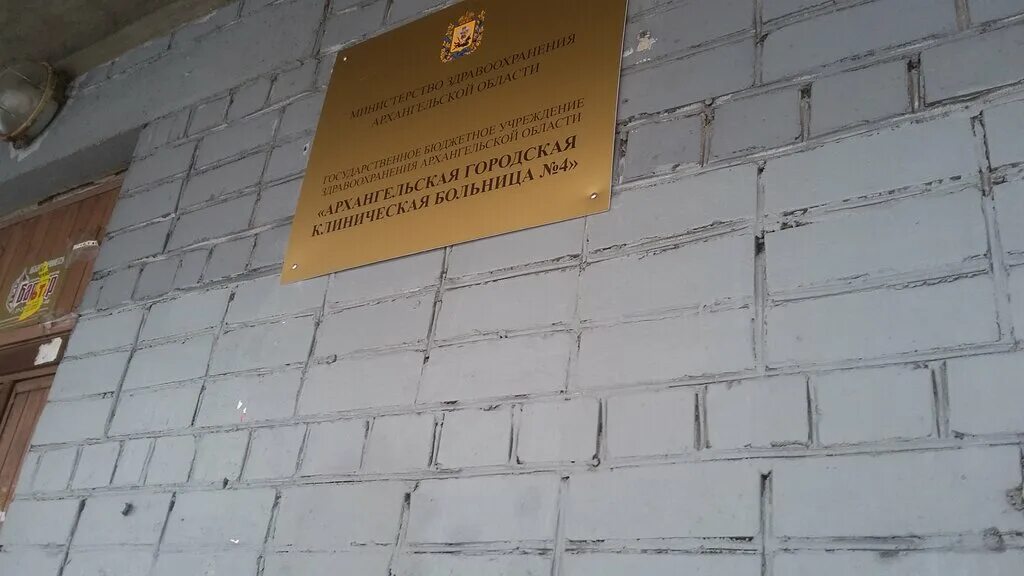 МИНИСТЕРСТВО ЗДРАВООХРАНЕНИЯ
АРХАНГЕЛЬСКОЙ ОБЛАСТИ
ГОСУДАРСТВЕННОЕ БЮДЖЕТНОЕ УЧРЕЖДЕНИЕ
ЗДРАВООХРАНЕНИЯ АРХАНГЕЛЬСКОЙ ОБЛАСТИ
«АРХАНГЕЛЬСКАЯ ГОРОДСКАЯ
КЛИНИЧЕСКАЯ БОЛЬНИЦА №4»